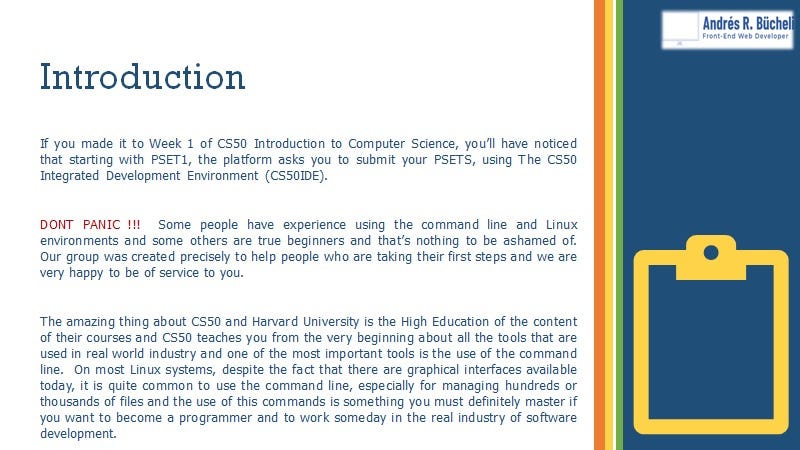 Andrés R. Bücheli
Front-End Web Developer
Introduction
If you made it to Week 1 of CS50 Introduction to Computer Science, you’ll have noticed
that starting with PSET1, the platform asks you to submit your PSETS, using The CS50
Integrated Development Environment (CS50IDE).
DONT PANIC !!! Some people have experience using the command line and Linux
environments and some others are true beginners and that’s nothing to be ashamed of.
Our group was created precisely to help people who are taking their first steps and we are
very happy to be of service to you.
The amazing thing about CS50 and Harvard University is the High Education of the content
of their courses and CS50 teaches you from the very beginning about all the tools that are
used in real world industry and one of the most important tools is the use of the command
line. On most Linux systems, despite the fact that there are graphical interfaces available
today, it is quite common to use the command line, especially for managing hundreds or
thousands of files and the use of this commands is something you must definitely master if
you want to become a programmer and to work someday in the real industry of software
development.